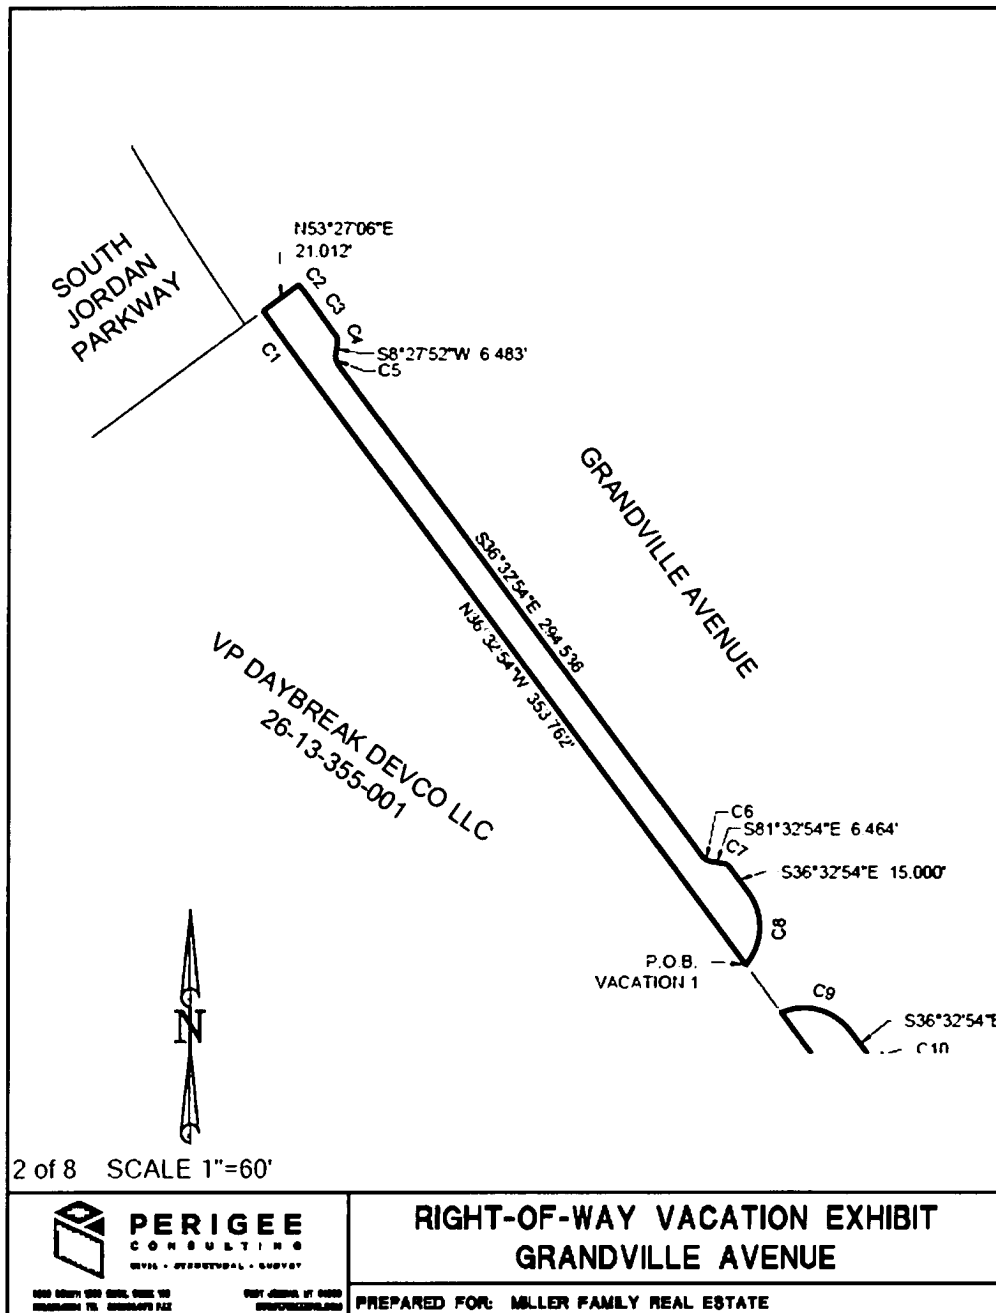 SOUTH
JORDAN
PARKWAY
N53°27'06"E
21.012'
C2
C3
C4
C1
S8°27'52"W 6.483'
C5
GRANDVILLE AVENUE
S36°32'54"E 294.536
N36°32'54"W 353.762'
VP DAYBREAK DEVCO LLC
26-13-355-001
C6
S81°32'54"E 6.464'
C7
S36°32'54"E 15.000'
C8
P.O.B.
VACATION 1
C9
S36°32'54"E
C10
N
2 of 8 SCALE 1"=60'
PERIGEE
CONSULTING
CIVIL • STRUCTURAL • SURVEY
RIGHT-OF-WAY VACATION EXHIBIT
GRANDVILLE AVENUE
PREPARED FOR: MILLER FAMILY REAL ESTATE